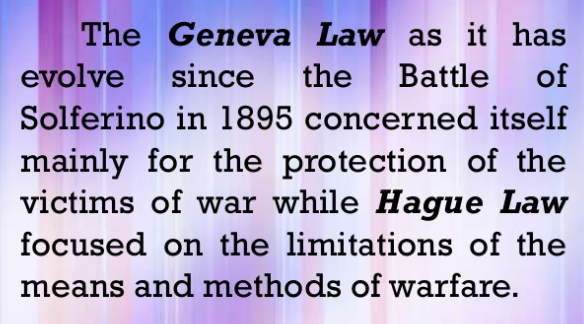 The Geneva Law as it has
evolve since the Battle of
Solferino in 1895 concerned itself
mainly for the protection of the
victims of war while Hague Law
focused on the limitations of the
means and methods of warfare.